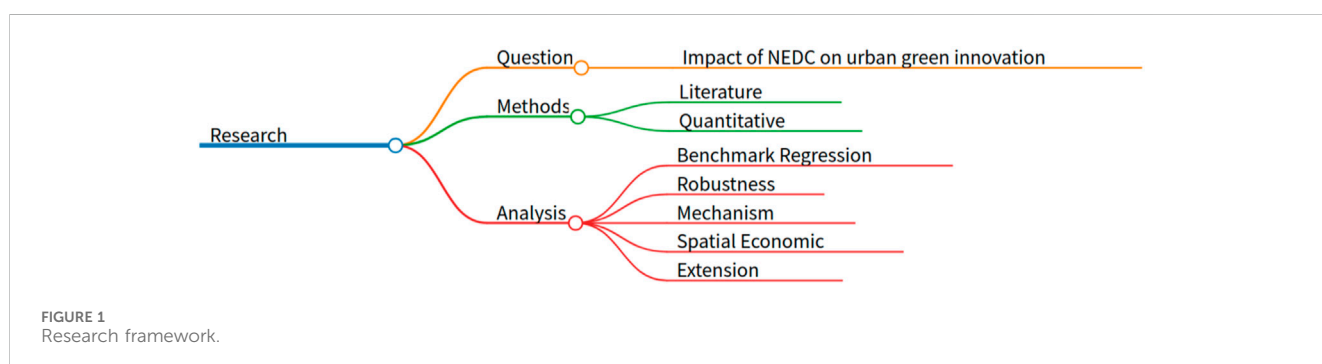 Question
Impact of NEDC on urban green innovation
Methods
Literature
Quantitative
Research
Benchmark Regression
Robustness
Analysis
Mechanism
Spatial Economic
Extension
FIGURE 1
Research framework.